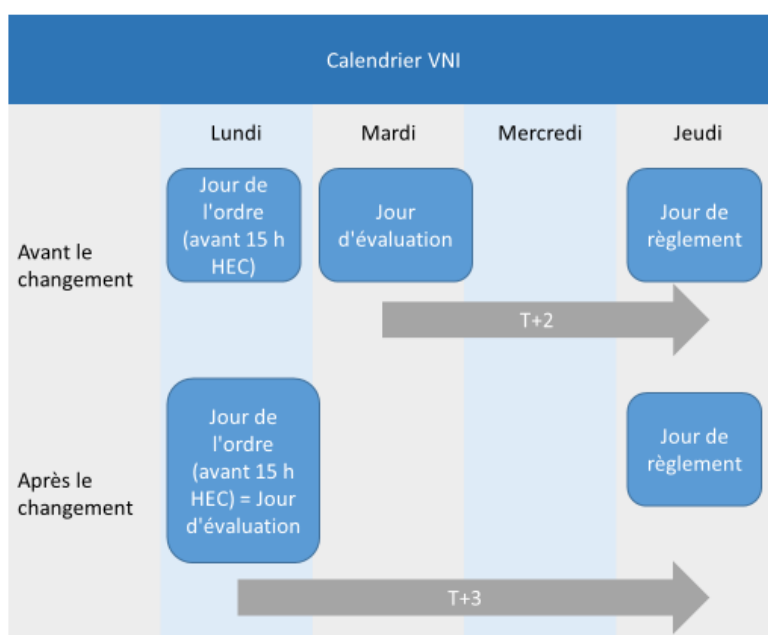 Calendrier VNI
Lundi
Mardi
Mercredi
Jeudi
Avant le
changement
Jour de
l'ordre
(avant 15 h
HEC)
Jour
d'évaluation
Jour de
règlement
T+2
Après le
changement
Jour de
l'ordre
(avant 15 h
HEC) = Jour
d'évaluation
Jour de
règlement
T+3